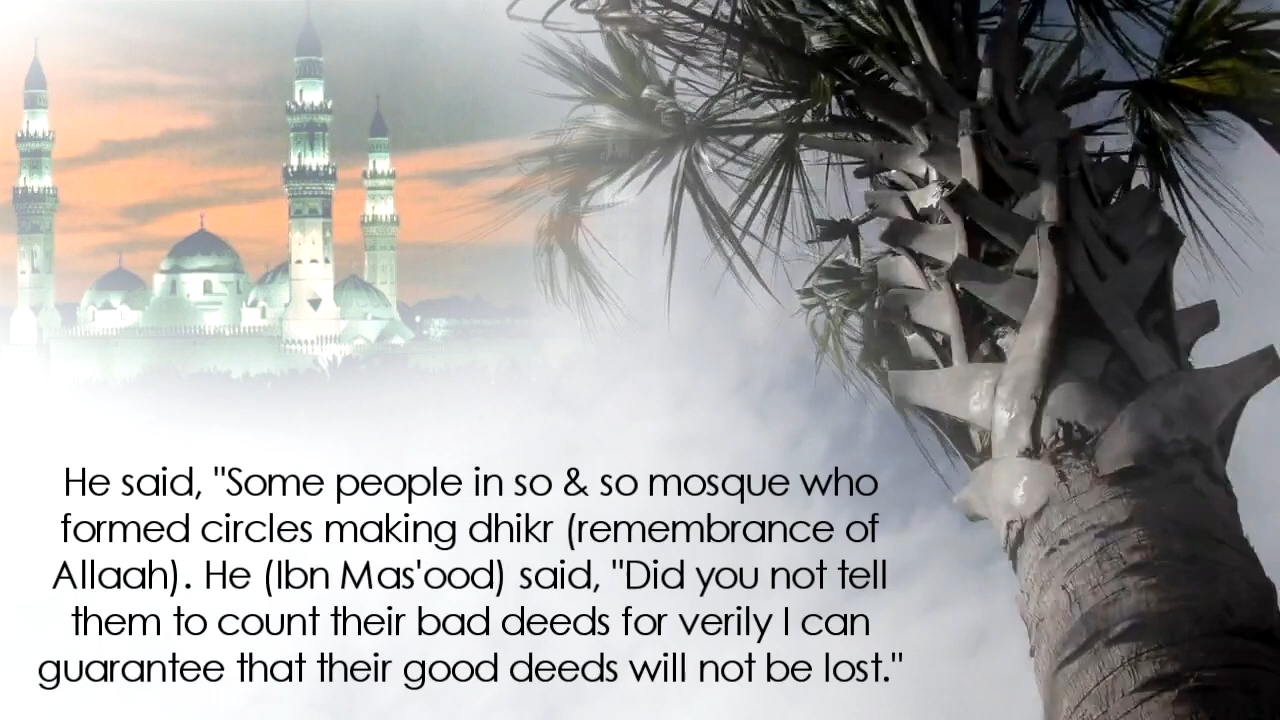 He said, "Some people in so & so mosque who
formed circles making dhikr (remembrance of
Allaah). He (Ibn Mas'ood) said, "Did you not tell
them to count their bad deeds for verily I can
guarantee that their good deeds will not be lost."